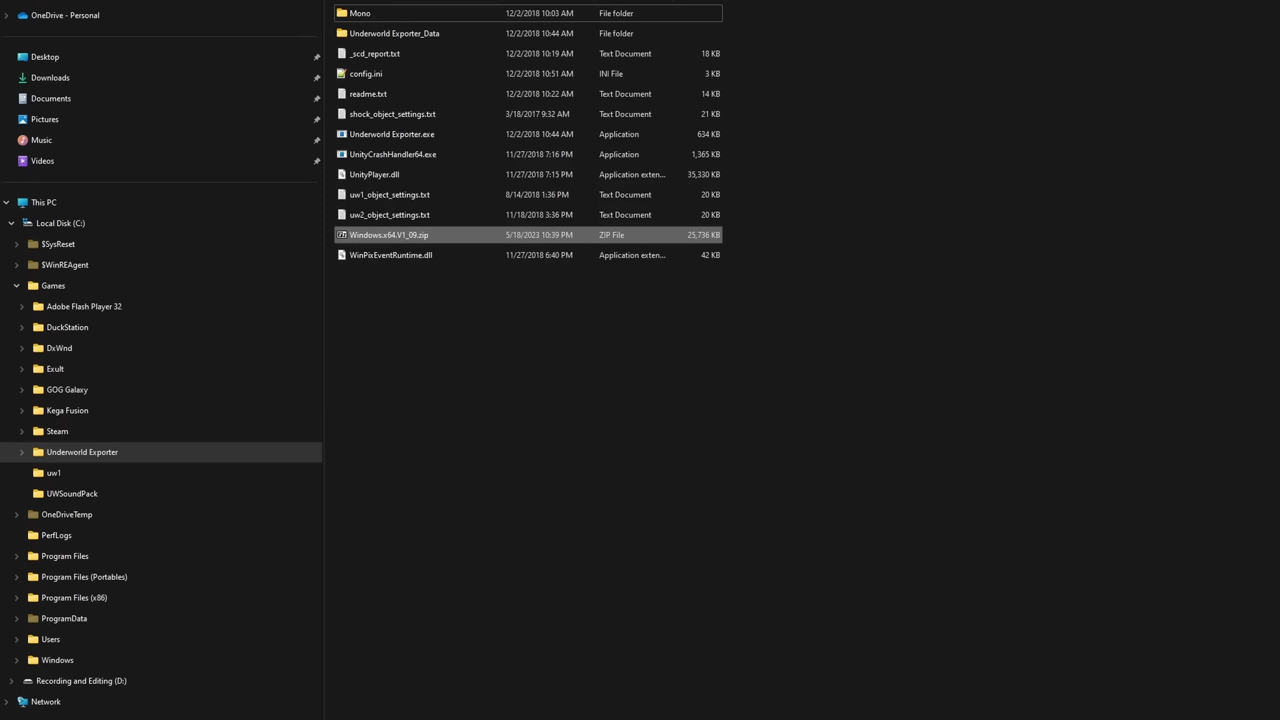 OneDrive - Personal
Desktop
Downloads
Documents
Pictures
Music
Videos
This PC
Local Disk (C:)
$SysReset
$WinREAgent
Games
Adobe Flash Player 32
DuckStation
DxWnd
Exult
GOG Galaxy
Kega Fusion
Steam
Underworld Exporter
uw1
UWSoundPack
OneDriveTemp
PerfLogs
Program Files
Program Files (Portables)
Program Files (x86)
ProgramData
Users
Windows
Recording and Editing (D:)
Network
Mono 12/2/2018 10:03 AM File folder
Underworld Exporter_Data 12/2/2018 10:44 AM File folder
_scd_report.txt 12/2/2018 10:19 AM Text Document 18 KB
config.ini 12/2/2018 10:51 AM INI File 3 KB
readme.txt 12/2/2018 10:22 AM Text Document 14 KB
shock_object_settings.txt 3/18/2017 9:32 AM Text Document 21 KB
Underworld Exporter.exe 12/2/2018 10:44 AM Application 634 KB
UnityCrashHandler64.exe 11/27/2018 7:16 PM Application 1,365 KB
UnityPlayer.dll 11/27/2018 7:15 PM Application exten... 35,330 KB
uw1_object_settings.txt 8/14/2018 1:36 PM Text Document 20 KB
uw2_object_settings.txt 11/18/2018 3:36 PM Text Document 20 KB
Windows.x64.V1_09.zip 5/18/2023 10:39 PM ZIP File 25,736 KB
WinPixEventRuntime.dll 11/27/2018 6:40 PM Application exten... 42 KB